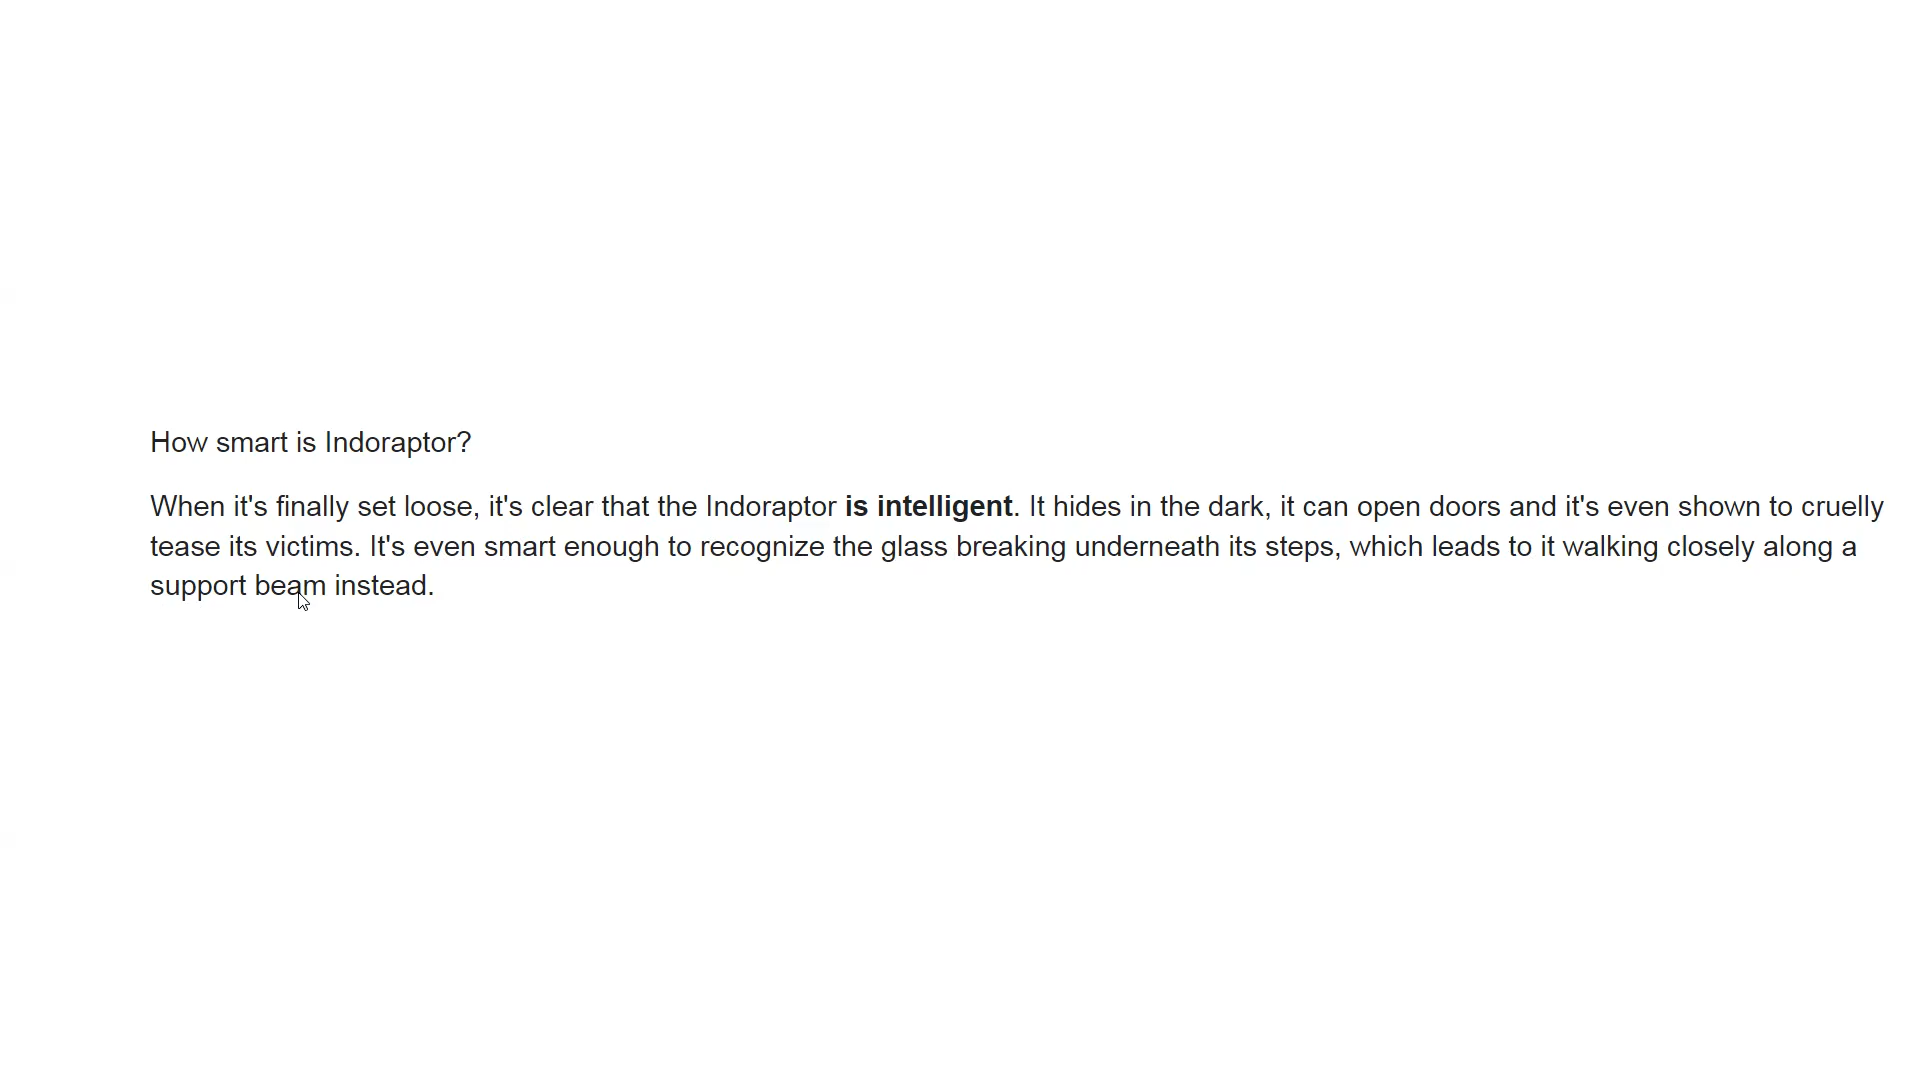 How smart is Indoraptor?
When it's finally set loose, it's clear that the Indoraptor is intelligent. It hides in the dark, it can open doors and it's even shown to cruelly
tease its victims. It's even smart enough to recognize the glass breaking underneath its steps, which leads to it walking closely along a
support beam instead.